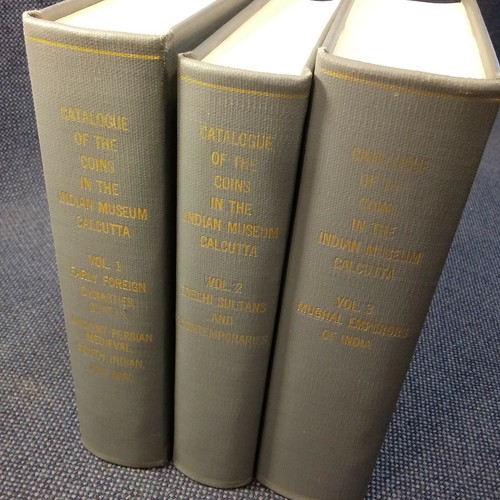 CATALOGUE
OF THE
COINS
IN THE
INDIAN MUSEUM
CALCUTTA
VOL. 1
EARLY FOREIGN
DYNASTIES,
ANCIENT PERSIAN
MEDIEVAL,
SOUTH INDIAN,
CATALOGUE
OF THE
COINS
IN THE
INDIAN MUSEUM
CALCUTTA
VOL. 2
DELHI SULTANS
AND
CONTEMPORARIES
CATALOGUE
OF THE
COINS
IN THE
INDIAN MUSEUM
CALCUTTA
VOL. 3
MUGHAL EMPERORS
OF INDIA